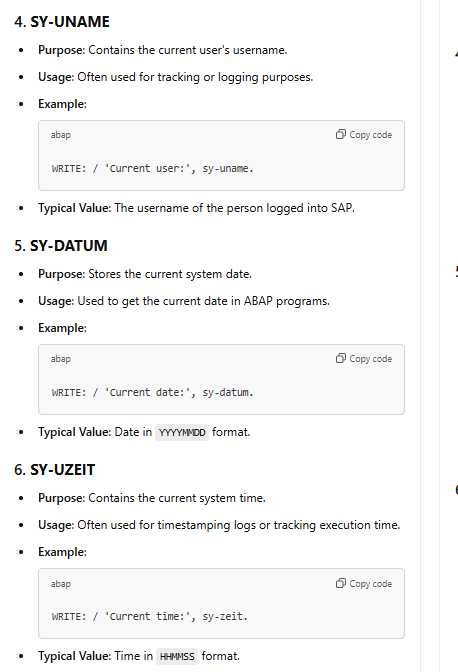 4. SY-UNAME
• Purpose: Contains the current user's username.
• Usage: Often used for tracking or logging purposes.
• Example:
abap Copy code
WRITE: / 'Current user:', sy-uname.
• Typical Value: The username of the person logged into SAP.
5. SY-DATUM
• Purpose: Stores the current system date.
• Usage: Used to get the current date in ABAP programs.
• Example:
abap Copy code
WRITE: / 'Current date:', sy-datum.
• Typical Value: Date in YYYYMMDD format.
6. SY-UZEIT
• Purpose: Contains the current system time.
• Usage: Often used for timestamping logs or tracking execution time.
• Example:
abap Copy code
WRITE: / 'Current time:', sy-zeit.
• Typical Value: Time in HHMMSS format.